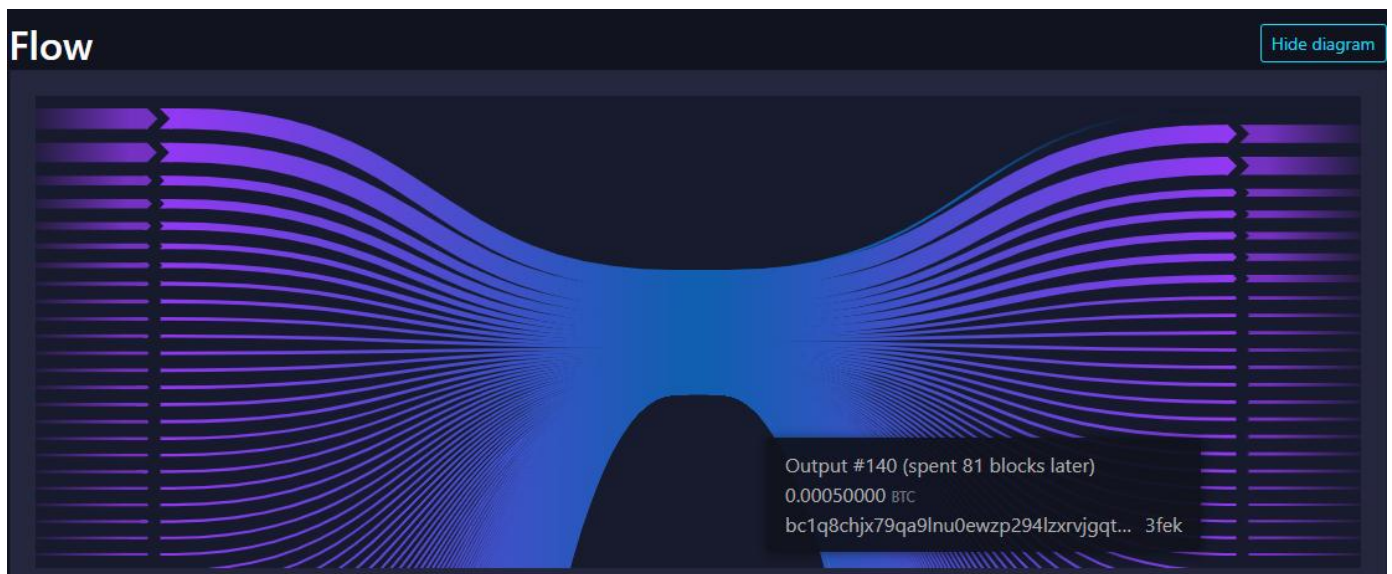 Flow
Hide diagram
Output #140 (spent 81 blocks later)
0.00050000 BTC
bc1q8chjx79qa9lnu0ewzp294lzxrvjgqt... 3fek